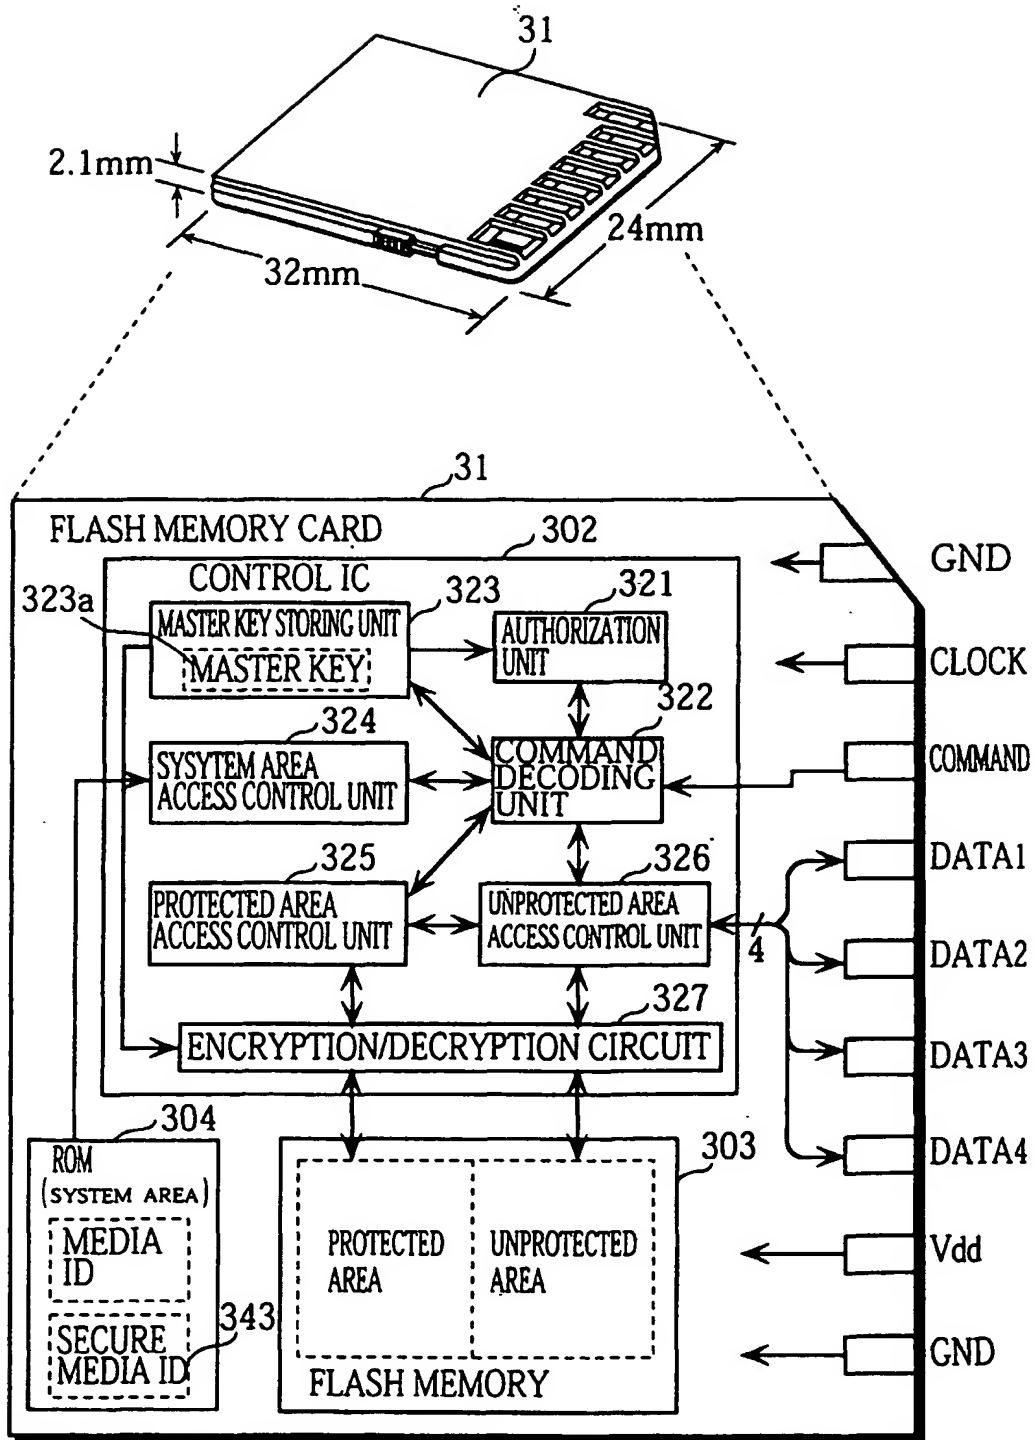 31
2.1mm
24mm
32mm
31
FLASH MEMORY CARD
302
CONTROL IC
GND
323a
323
321
MASTER KEY STORING UNIT
MASTER KEY
AUTHORIZATION
UNIT
CLOCK
324
322
SYSYTEM AREA
ACCESS CONTROL UNIT
COMMAND
DECODING
UNIT
COMMAND
325
326
DATA1
PROTECTED AREA
ACCESS CONTROL UNIT
UNPROTECTED AREA
ACCESS CONTROL UNIT
4
DATA2
327
ENCRYPTION/DECRYPTION CIRCUIT
DATA3
304
303
DATA4
ROM
(SYSTEM AREA)
MEDIA
ID
343
SECURE
MEDIA ID
PROTECTED
AREA
UNPROTECTED
AREA
FLASH MEMORY
Vdd
GND